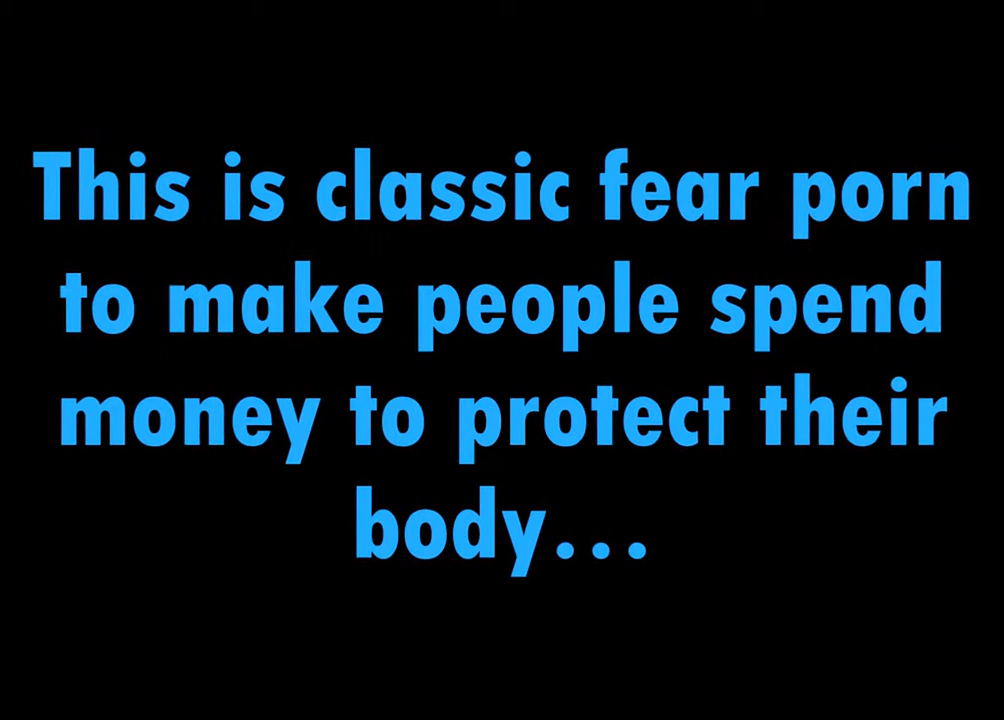 This is classic fear porn
to make people spend
money to protect their
body...